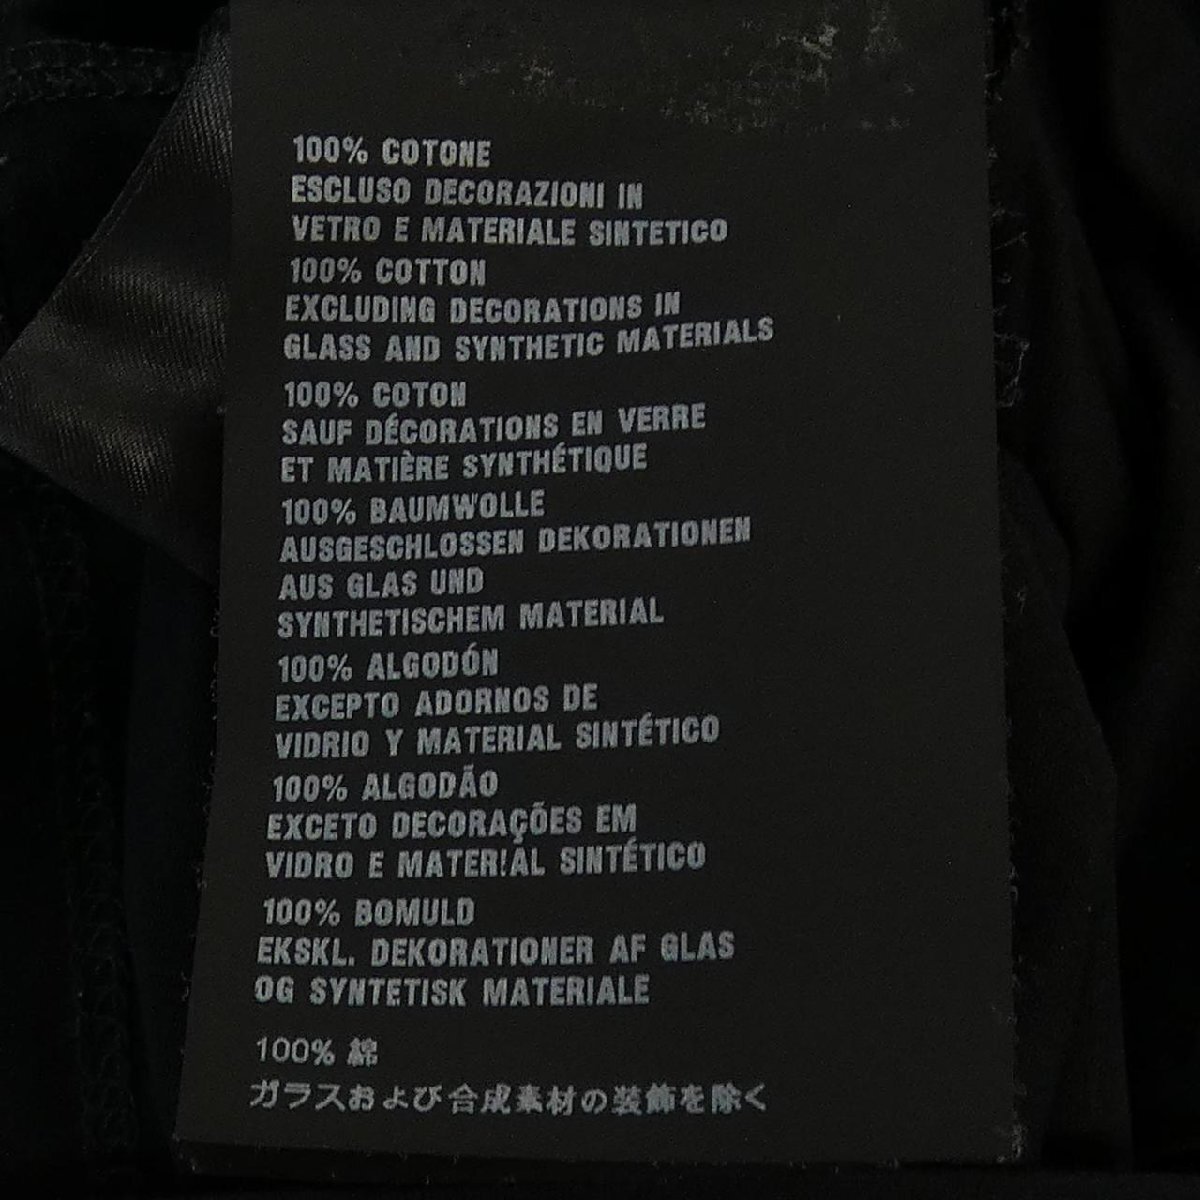 100% COTONE
ESCLUSO DECORAZIONI IN
VETRO E MATERIALE SINTETICO
100% COTTON
EXCLUDING DECORATIONS IN
GLASS AND SYNTHETIC MATERIALS
100% COTON
SAUF DÉCORATIONS EN VERRE
ET MATIÈRE SYNTHÉTIQUE
100% BAUMWOLLE
AUSGESCHLOSSEN DEKORATIONEN
AUS GLAS UND
SYNTHETISCHEM MATERIAL
100% ALGODÓN
EXCEPTO ADORNOS DE
VIDRIO Y MATERIAL SINTÉTICO
100% ALGODÃO
EXCETO DECORAÇÕES EM
VIDRO E MATERIAL SINTÉTICO
100% BOMULD
EKSKL. DEKORATIONER AF GLAS
OG SYNTETISK MATERIALE
100% 綿
ガラスおよび合成素材の装飾を除く